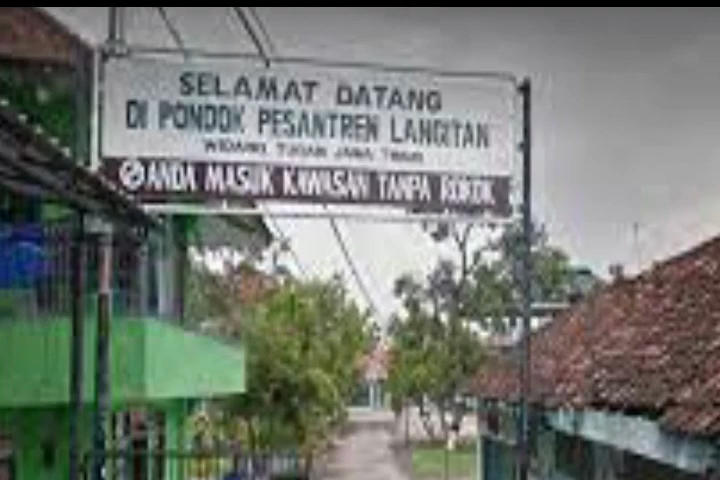 SELAMAT DATANG
DI PONDOK PESANTREN LANGITAN
WIDANG TUBAN JAWA TIMUR
ANDA MASUK KAWASAN TANPA ROKOK